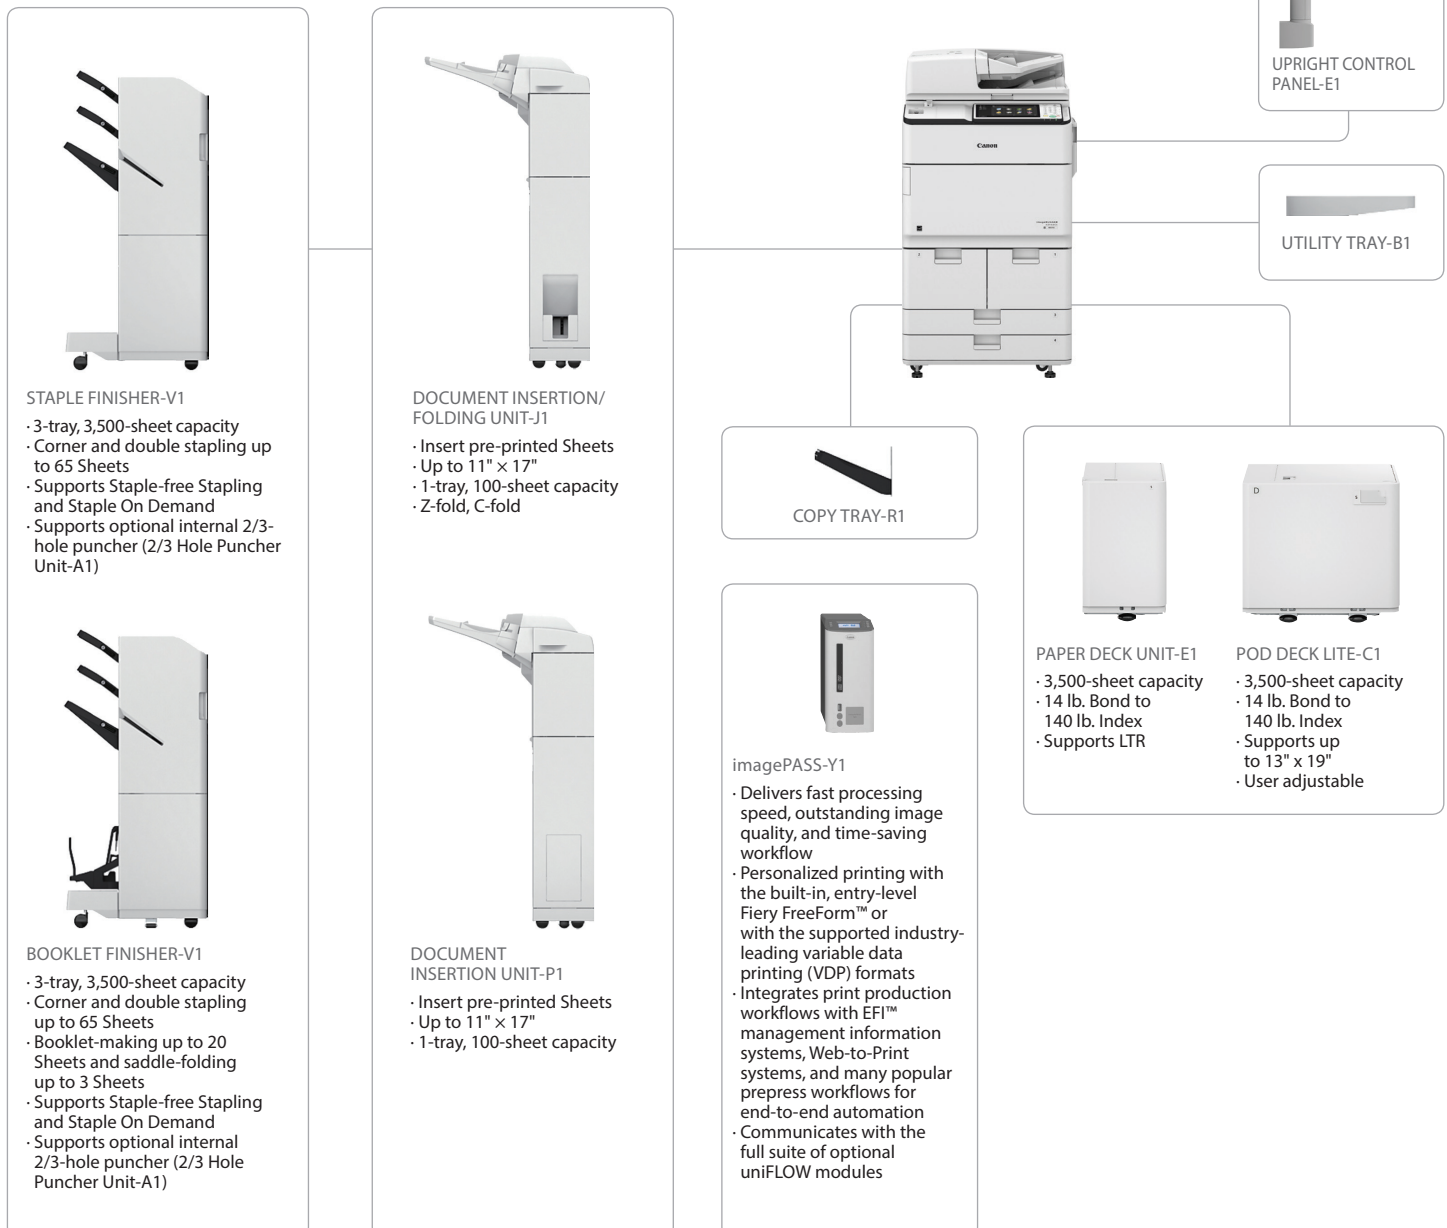 UPRIGHT CONTROL
PANEL-E1
Canon
UTILITY TRAY-B1
STAPLE FINISHER-V1
· 3-tray, 3,500-sheet capacity
· Corner and double stapling up
to 65 Sheets
· Supports Staple-free Stapling
and Staple On Demand
· Supports optional internal 2/3-
hole puncher (2/3 Hole Puncher
Unit-A1)
DOCUMENT INSERTION/
FOLDING UNIT-J1
· Insert pre-printed Sheets
· Up to 11" × 17"
· 1-tray, 100-sheet capacity
· Z-fold, C-fold
COPY TRAY-R1
D
PAPER DECK UNIT-E1
· 3,500-sheet capacity
· 14 lb. Bond to
140 lb. Index
· Supports LTR
POD DECK LITE-C1
· 3,500-sheet capacity
· 14 lb. Bond to
140 lb. Index
· Supports up
to 13" x 19"
· User adjustable
imagePASS-Y1
· Delivers fast processing
speed, outstanding image
quality, and time-saving
workflow
· Personalized printing with
the built-in, entry-level
Fiery FreeForm™ or
with the supported industry-
leading variable data
printing (VDP) formats
· Integrates print production
workflows with EFI™
management information
systems, Web-to-Print
systems, and many popular
prepress workflows for
end-to-end automation
· Communicates with the
full suite of optional
uniFLOW modules
BOOKLET FINISHER-V1
· 3-tray, 3,500-sheet capacity
· Corner and double stapling
up to 65 Sheets
· Booklet-making up to 20
Sheets and saddle-folding
up to 3 Sheets
· Supports Staple-free Stapling
and Staple On Demand
· Supports optional internal
2/3-hole puncher (2/3 Hole
Puncher Unit-A1)
DOCUMENT
INSERTION UNIT-P1
· Insert pre-printed Sheets
· Up to 11" × 17"
· 1-tray, 100-sheet capacity